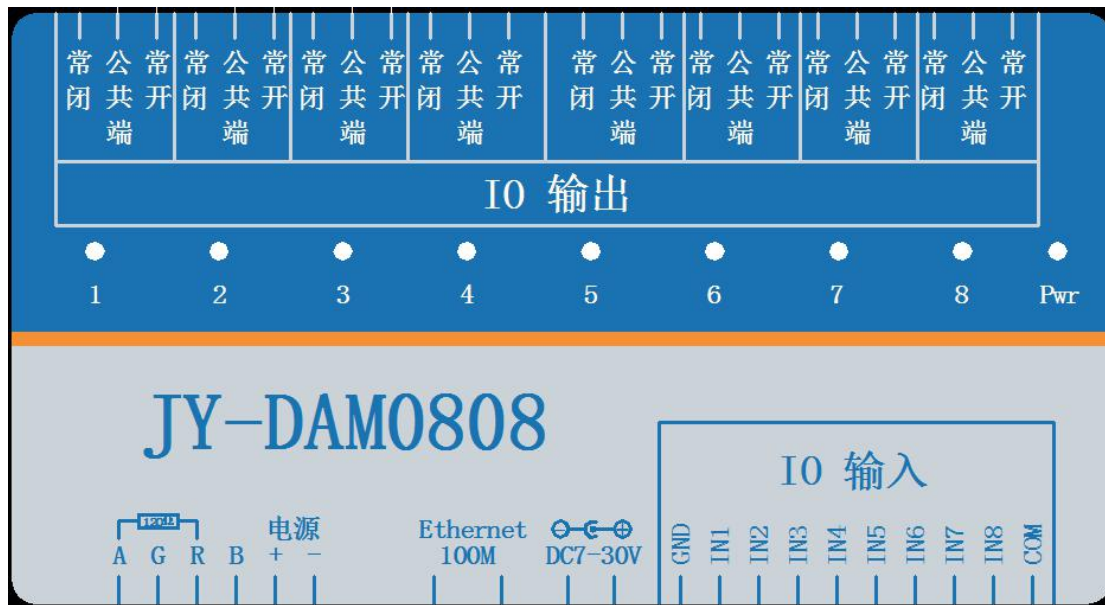 常闭 公共端 常开 常闭 公共端 常开 常闭 公共端 常开 常闭 公共端 常开 常闭 公共端 常开 常闭 公共端 常开 常闭 公共端 常开 常闭 公共端 常开
IO 输出
1 2 3 4 5 6 7 8 Pwr
JY-DAM0808
IO 输入
120Ω 电源 Ethernet
A G R B + - 100M DC7-30V GND IN1 IN2 IN3 IN4 IN5 IN6 IN7 IN8 COM